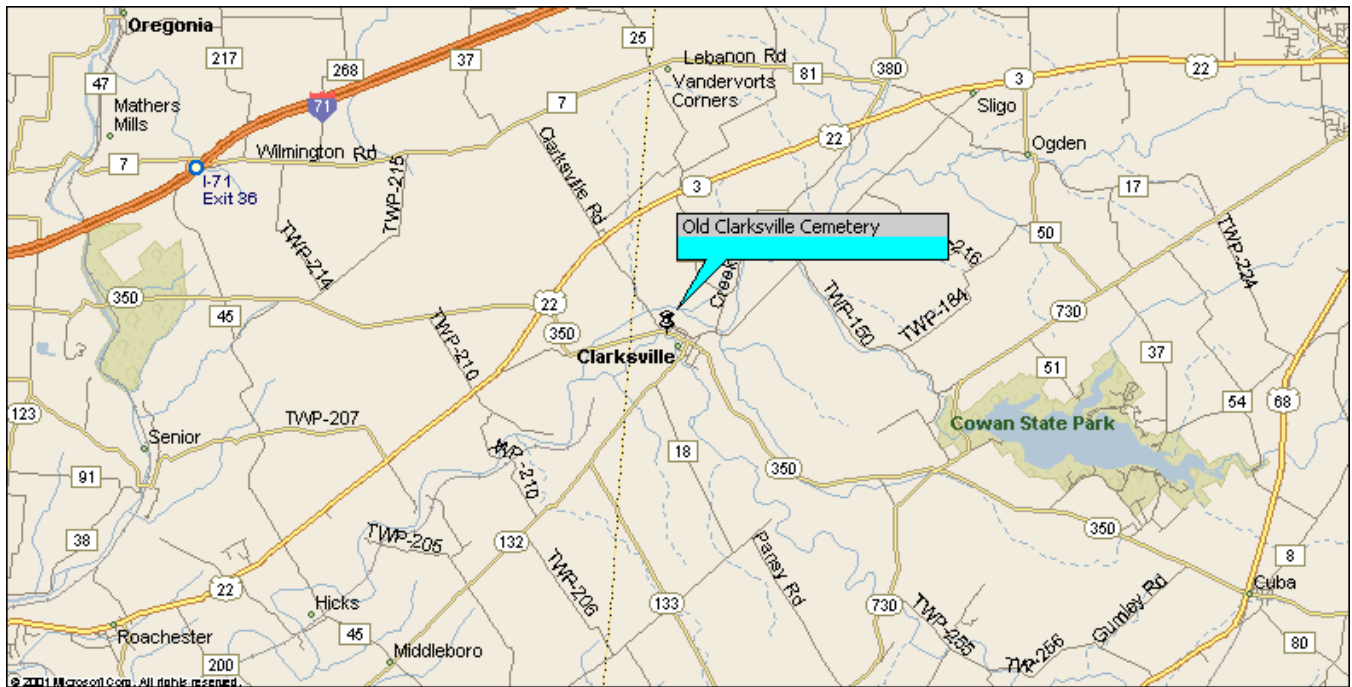 Oregonia
25
Lebanon Rd
217
268
37
81
380
3
22
47
Vandervorts
Corners
Sligo
Mathers
Mills
71
7
22
Ogden
7
Wilmington Rd
Clarksville Rd
TWP-215
I-71
Exit 36
3
17
Old Clarksville Cemetery
50
TWP-214
Creek
-216
TWP-224
350
45
22
350
TWP-210
TWP-150
TWP-184
730
Clarksville
51
37
123
TWP-207
54
68
Cowan State Park
Senior
18
350
91
WP-210
350
38
TWP-205
132
TWP-206
Pansy Rd
8
22
Hicks
133
730
TWP-255
Gumley Rd
Cuba
Roachester
45
Middleboro
TWP-256
80
200
© 2001 Microsoft Corp. All rights reserved.